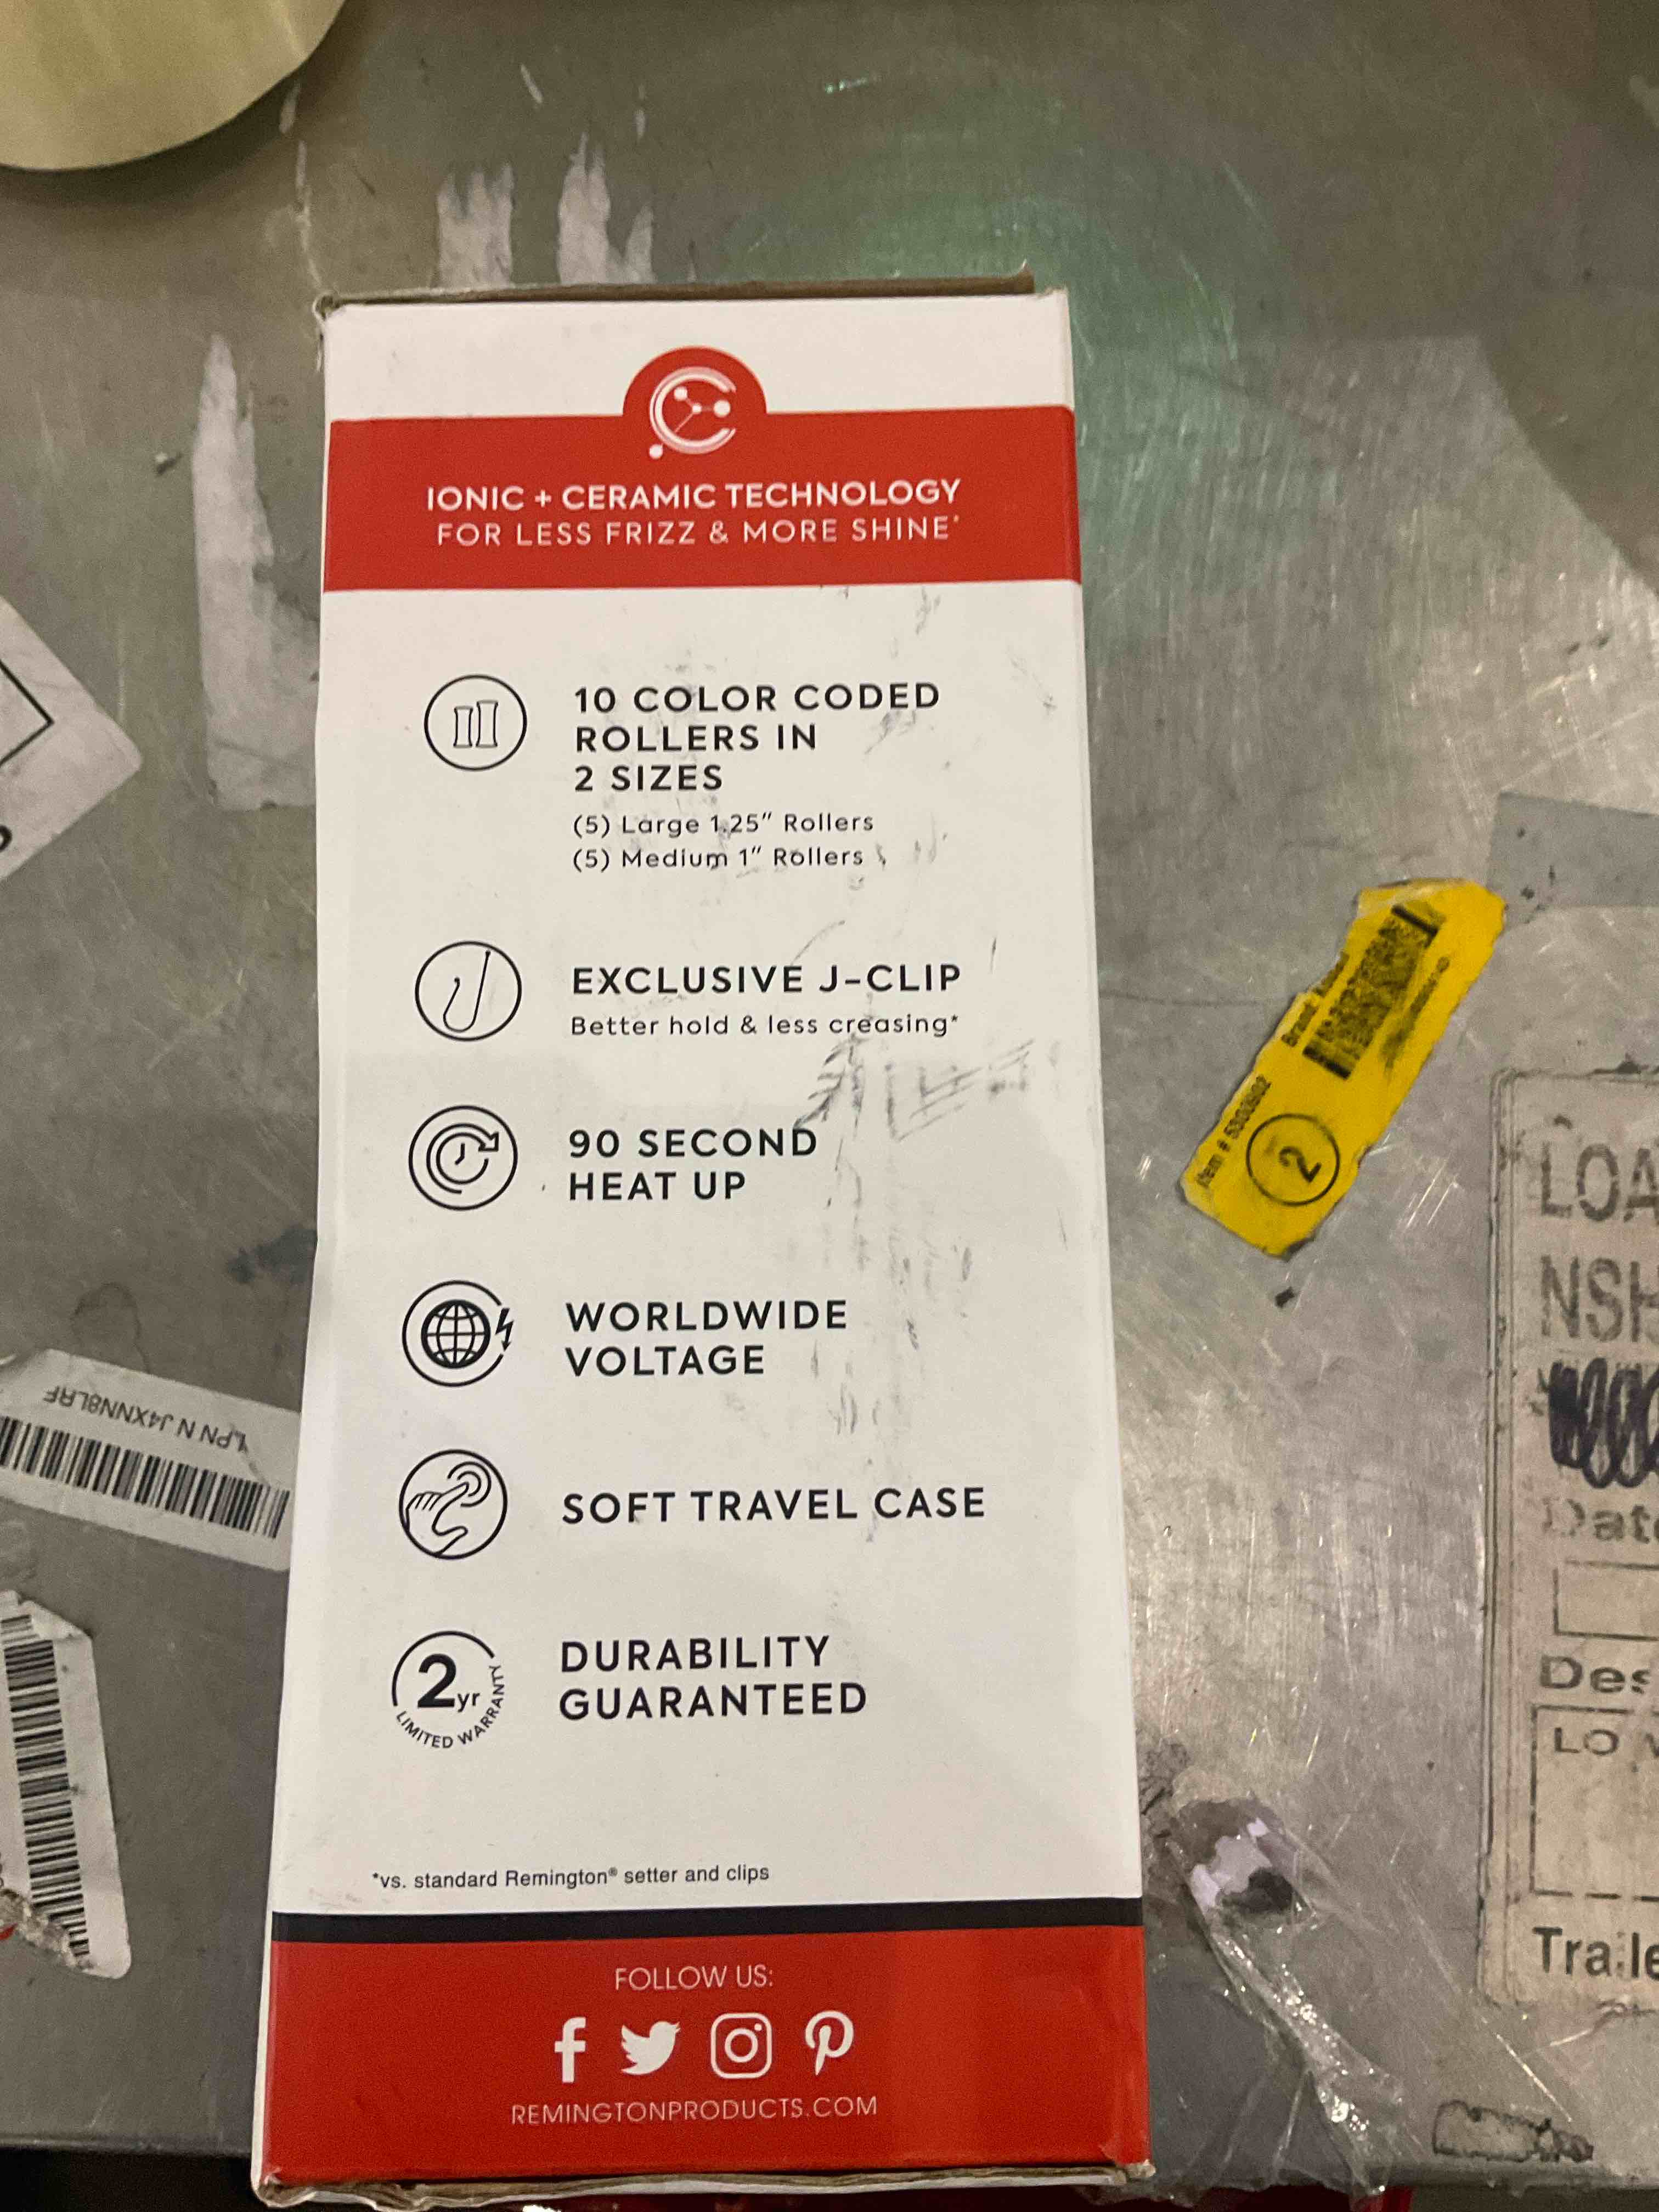 IONIC + CERAMIC TECHNOLOGY
FOR LESS FRIZZ & MORE SHINE*
10 COLOR CODED
ROLLERS IN
2 SIZES
(5) Large 1.25" Rollers
(5) Medium 1" Rollers
EXCLUSIVE J-CLIP
Better hold & less creasing*
90 SECOND
HEAT UP
WORLDWIDE
VOLTAGE
SOFT TRAVEL CASE
2yr
LIMITED WARRANTY
DURABILITY
GUARANTEED
*vs. standard Remington® setter and clips
FOLLOW US:
REMINGTONPRODUCTS.COM
LPN N J4XNN8LRF
Item #
Brand
2
LOA
NSH
Date
Des
LO
Traile